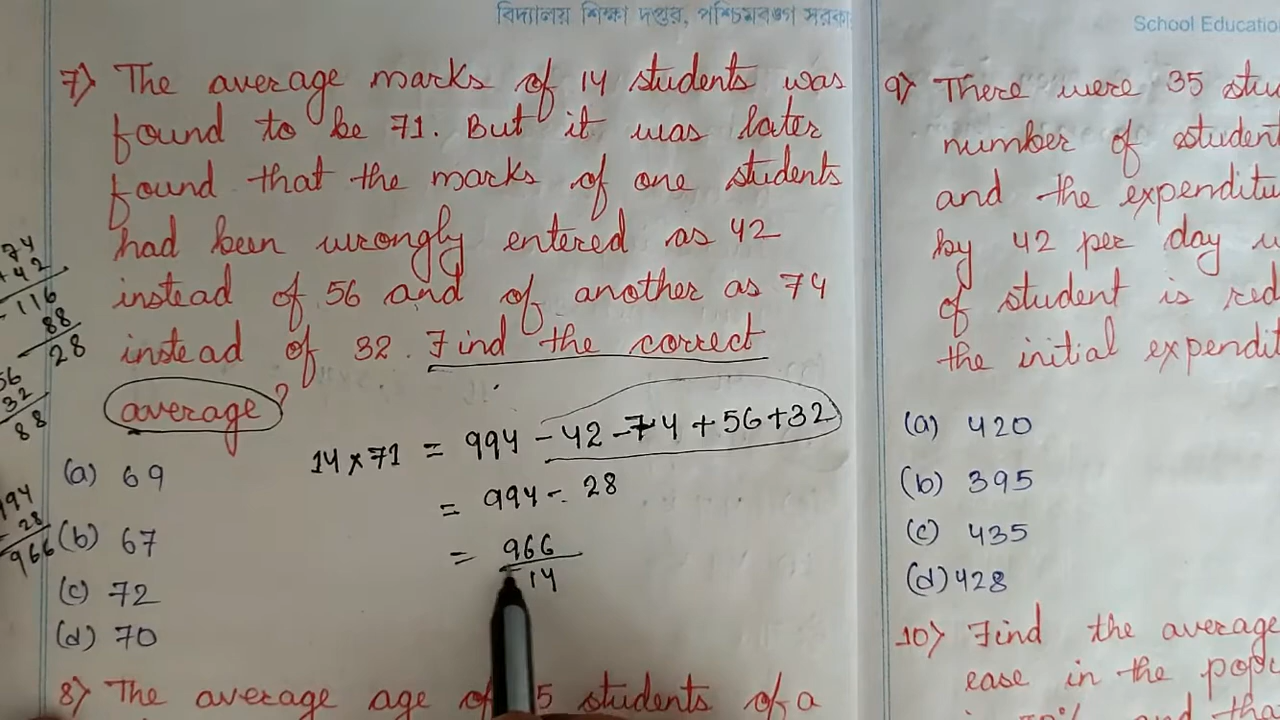 বিদ্যালয় শিক্ষা দপ্তর, পশ্চিমবঙ্গ সরকা
7) The average marks of 14 students was
found to be 71. But it was later
found that the marks of one students
had been wrongly entered as 42
instead of 56 and of another as 74
instead of 32. Find the correct
average?
14 x 71 = 994 - 42 - 74 + 56 + 32
= 994 - 28
= 966
14
(a) 69
(b) 67
(c) 72
(d) 70
8) The average age of 5 students of a
74
+42
116
88
28
56
32
88
994
28
966
School Educatio
9) There were 35 stu
number of student
and the expenditu
by 42 per day
of student is red
the initial expendit
(a) 420
(b) 395
(c) 435
(d) 428
10) Find the average
ease in the popu